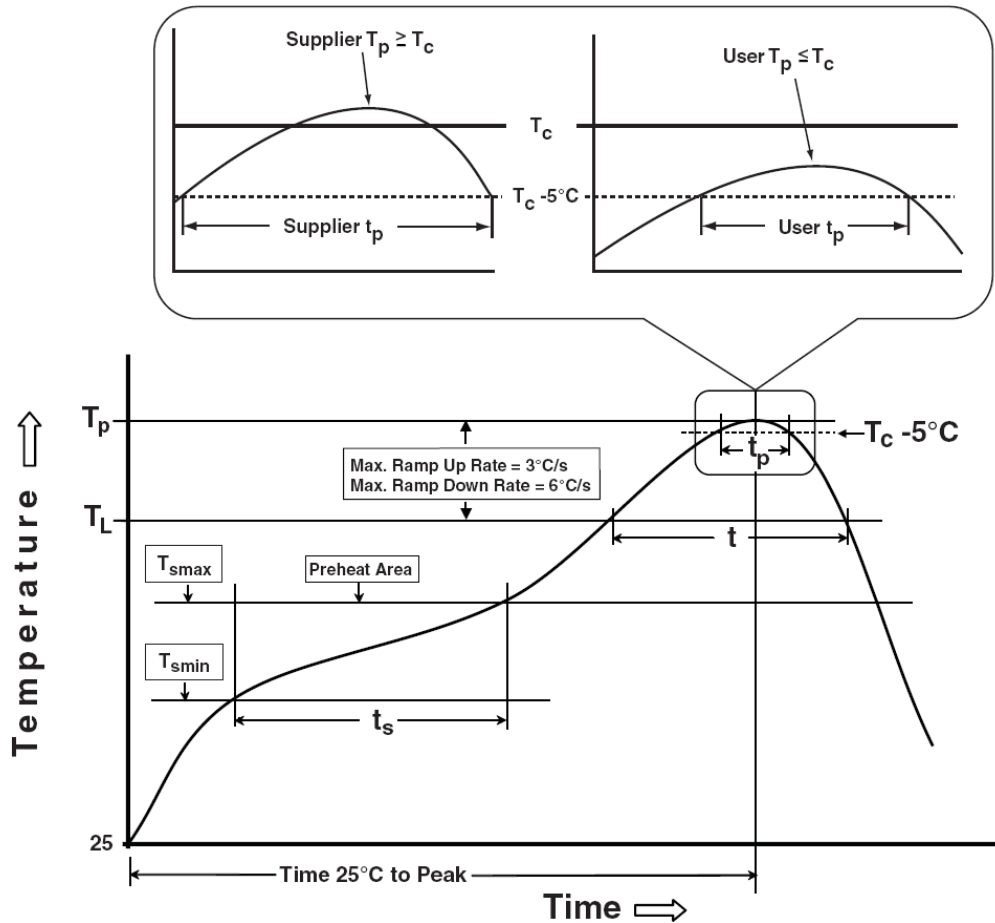 Supplier Tp ≥ Tc
User Tp ≤ Tc
Tc
Tc -5°C
Supplier tp
User tp
Tp
Tc -5°C
tp
Max. Ramp Up Rate = 3°C/s
Max. Ramp Down Rate = 6°C/s
TL
t
Tsmax
Preheat Area
Tsmin
ts
Temperature
25
Time 25°C to Peak
Time